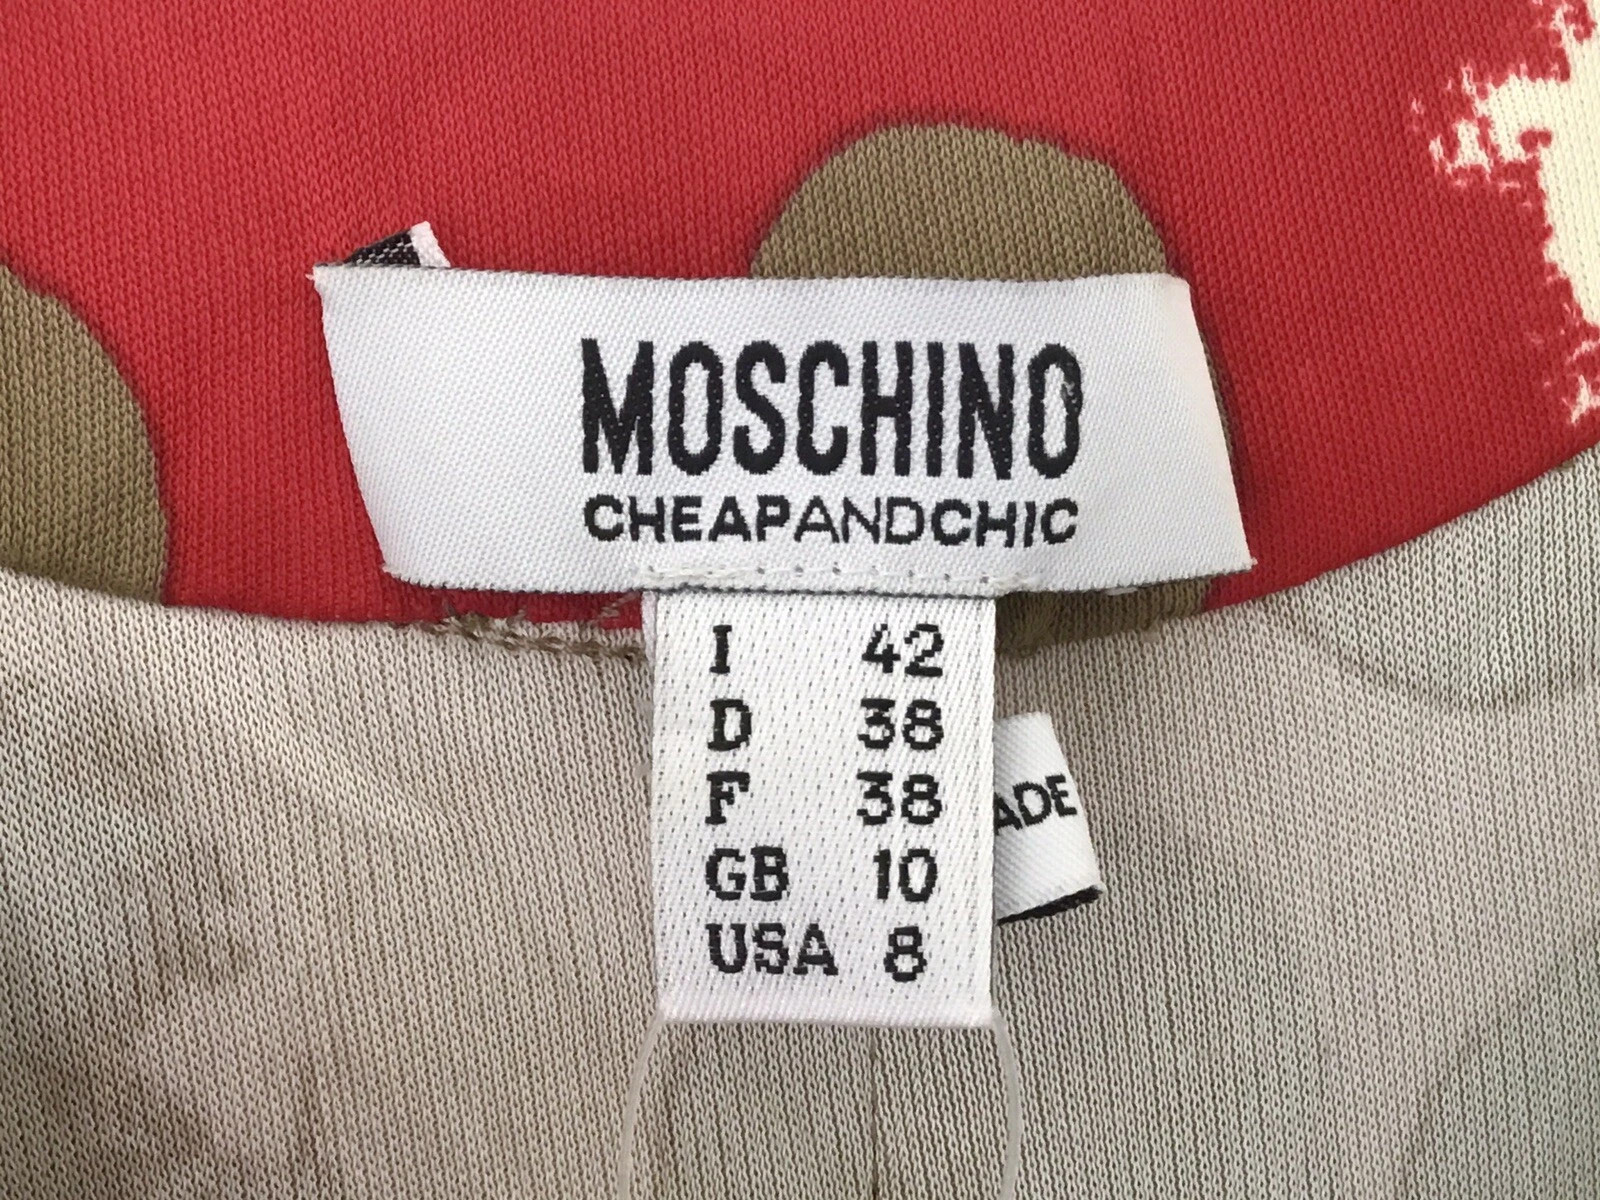 MOSCHINO
CHEAPANDCHIC
I 42
D 38
F 38
GB 10
USA 8
ADE